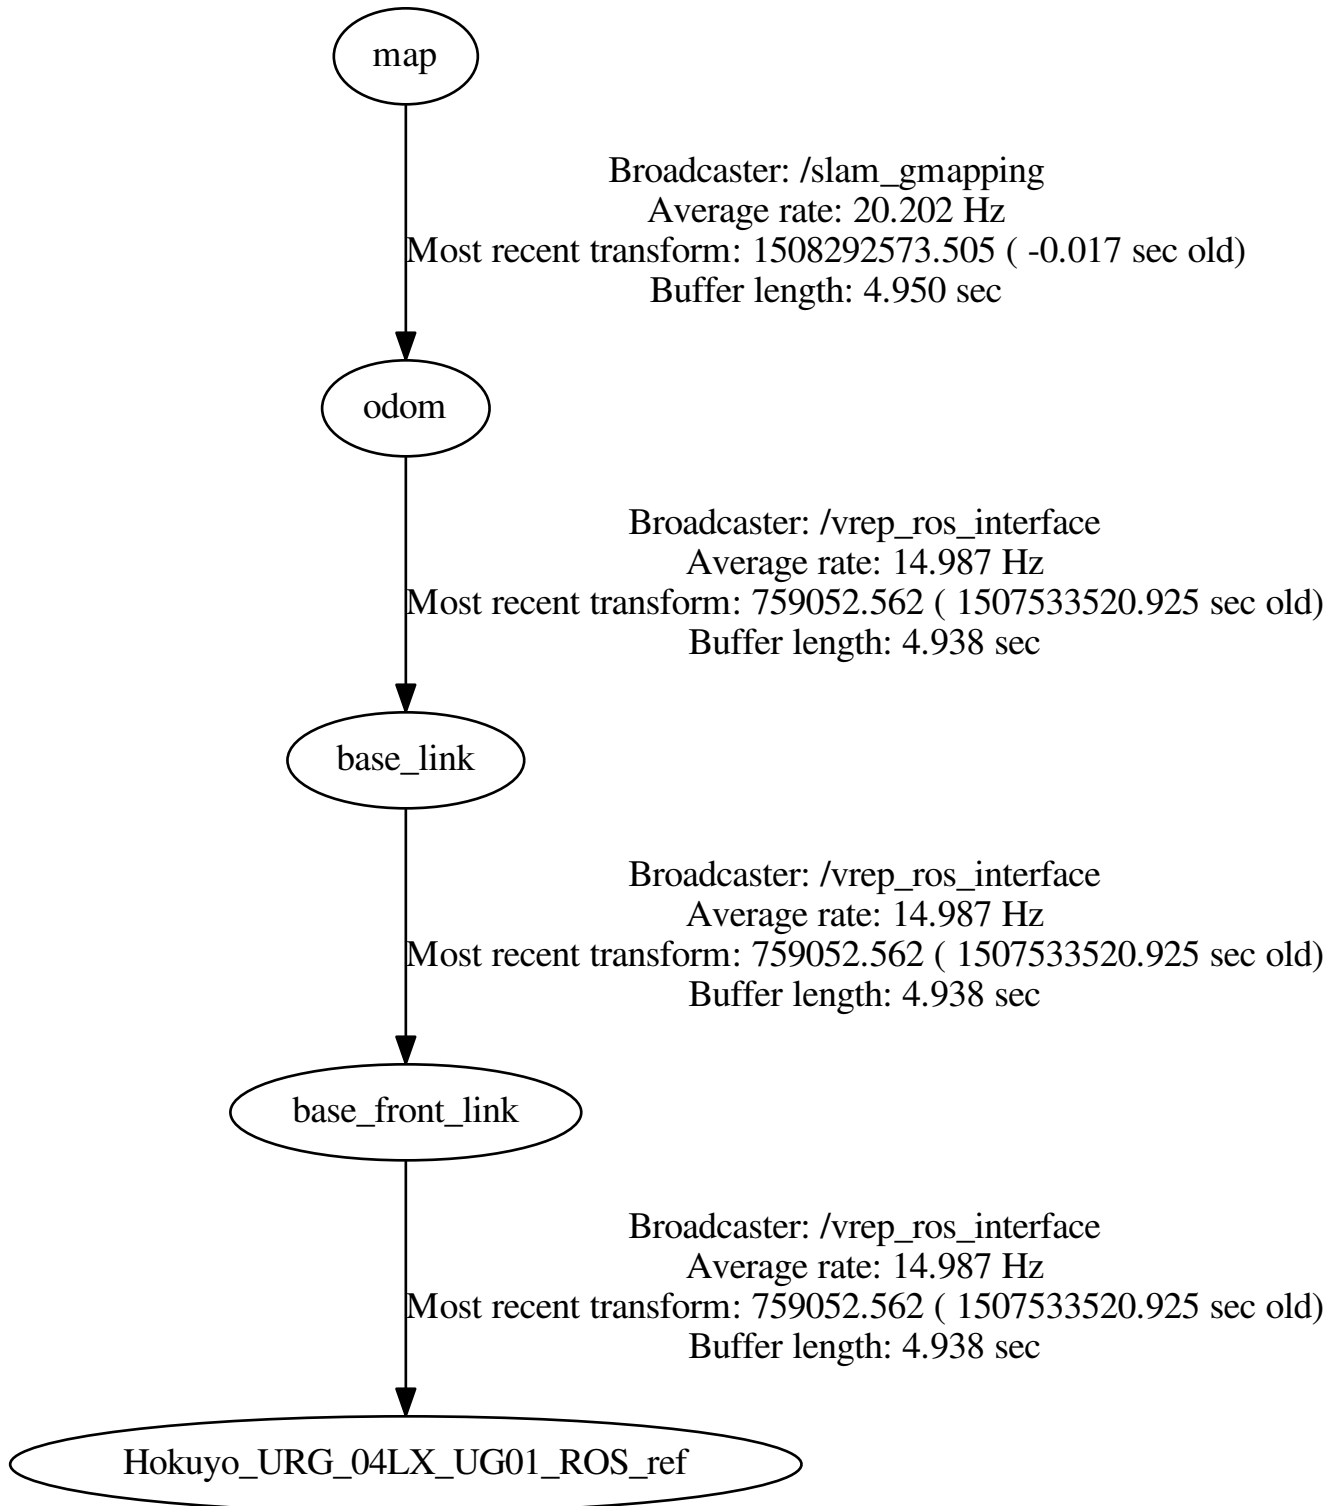 map
Broadcaster: /slam_gmapping
Average rate: 20.202 Hz
Most recent transform: 1508292573.505 ( -0.017 sec old)
Buffer length: 4.950 sec
odom
Broadcaster: /vrep_ros_interface
Average rate: 14.987 Hz
Most recent transform: 759052.562 ( 1507533520.925 sec old)
Buffer length: 4.938 sec
base_link
Broadcaster: /vrep_ros_interface
Average rate: 14.987 Hz
Most recent transform: 759052.562 ( 1507533520.925 sec old)
Buffer length: 4.938 sec
base_front_link
Broadcaster: /vrep_ros_interface
Average rate: 14.987 Hz
Most recent transform: 759052.562 ( 1507533520.925 sec old)
Buffer length: 4.938 sec
Hokuyo_URG_04LX_UG01_ROS_ref